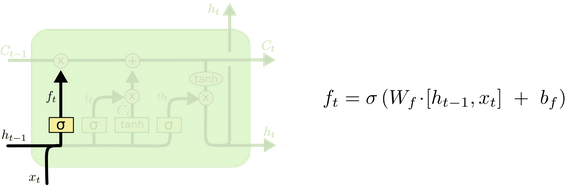 h_t
C_{t-1}
C_t
× + tanh
f_t i_t × o_t ×
C̃_t
σ σ tanh σ
h_{t-1}
h_t
x_t
f_t = σ (W_f · [h_{t-1}, x_t] + b_f)